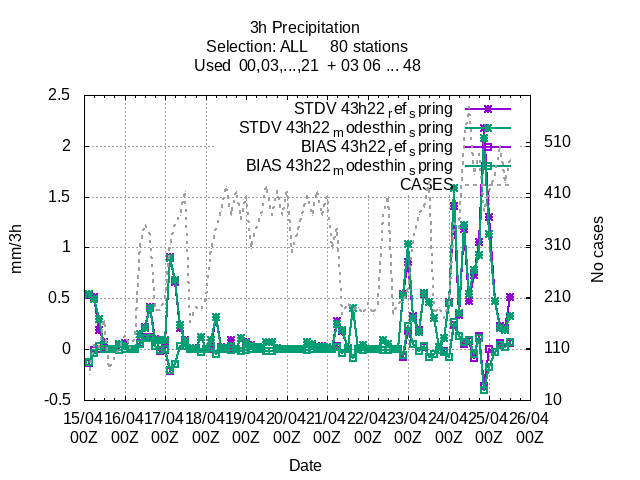 3h Precipitation
Selection: ALL 80 stations
Used 00,03,...,21 + 03 06 ... 48
STDV 43h22_ref_spring
STDV 43h22_modesthin_spring
BIAS 43h22_ref_spring
BIAS 43h22_modesthin_spring
CASES
2.5
2
1.5
1
0.5
0
-0.5
mm/3h
510
410
310
210
110
10
No cases
15/04 16/04 17/04 18/04 19/04 20/04 21/04 22/04 23/04 24/04 25/04 26/04
00Z 00Z 00Z 00Z 00Z 00Z 00Z 00Z 00Z 00Z 00Z 00Z
Date